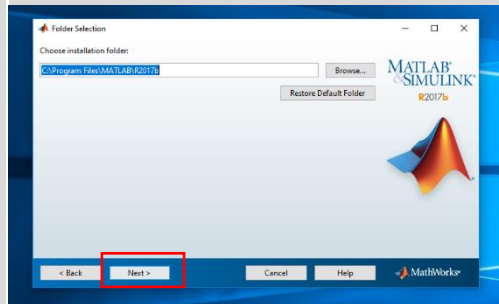 Folder Selection
Choose installation folder:
C:\Program Files\MATLAB\R2017b
Browse...
Restore Default Folder
MATLAB®
&SIMULINK®
R2017b
< Back
Next >
Cancel
Help
MathWorks®